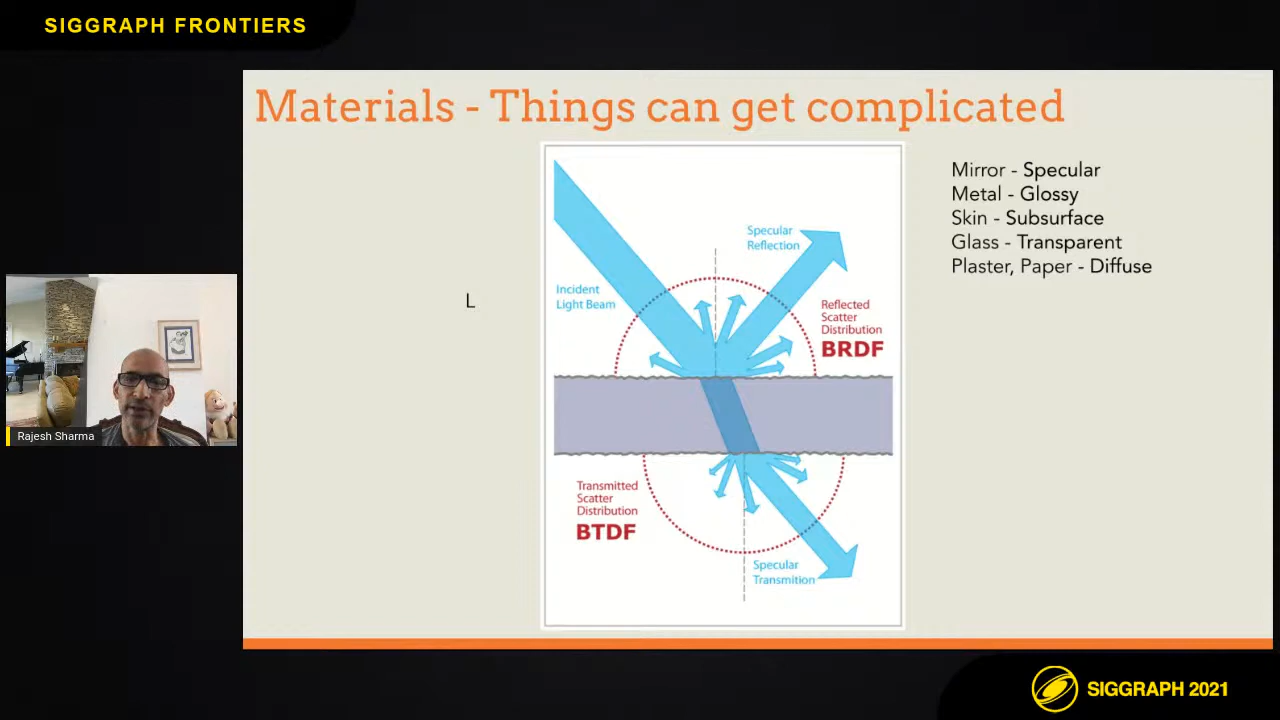 SIGGRAPH FRONTIERS
Materials - Things can get complicated
Mirror - Specular
Metal - Glossy
Skin - Subsurface
Glass - Transparent
Plaster, Paper - Diffuse
L
Specular
Reflection
Incident
Light Beam
Reflected
Scatter
Distribution
BRDF
Transmitted
Scatter
Distribution
BTDF
Specular
Transmition
Rajesh Sharma
SIGGRAPH 2021